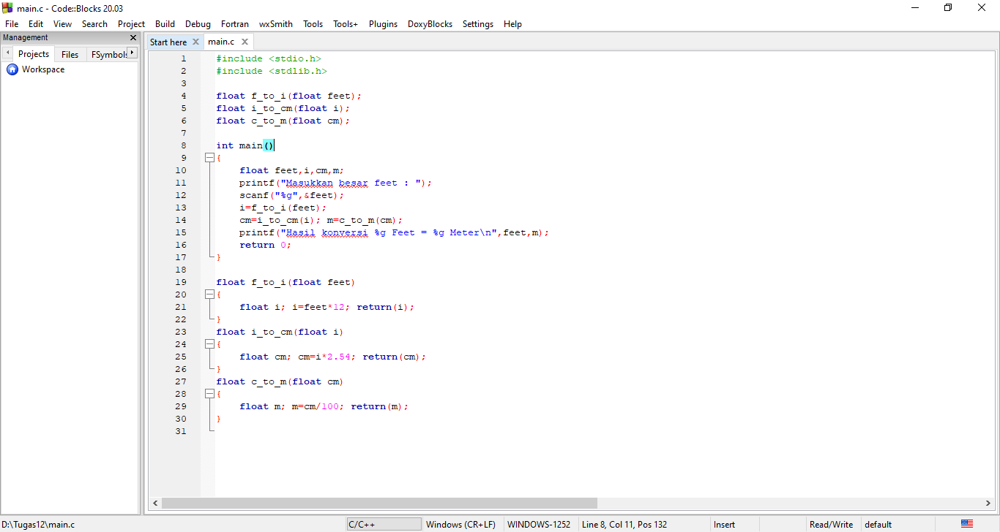 main.c - Code::Blocks 20.03
File Edit View Search Project Build Debug Fortran wxSmith Tools Tools+ Plugins DoxyBlocks Settings Help
Management
Projects Files FSymbols
Workspace
Start here main.c
1 #include <stdio.h>
2 #include <stdlib.h>
3
4 float f_to_i(float feet);
5 float i_to_cm(float i);
6 float c_to_m(float cm);
7
8 int main()
9 {
10 float feet,i,cm,m;
11 printf("Masukkan besar feet : ");
12 scanf("%g",&feet);
13 i=f_to_i(feet);
14 cm=i_to_cm(i); m=c_to_m(cm);
15 printf("Hasil konversi %g Feet = %g Meter\n",feet,m);
16 return 0;
17 }
18
19 float f_to_i(float feet)
20 {
21 float i; i=feet*12; return(i);
22 }
23 float i_to_cm(float i)
24 {
25 float cm; cm=i*2.54; return(cm);
26 }
27 float c_to_m(float cm)
28 {
29 float m; m=cm/100; return(m);
30 }
31
D:\Tugas12\main.c C/C++ Windows (CR+LF) WINDOWS-1252 Line 8, Col 11, Pos 132 Insert Read/Write default